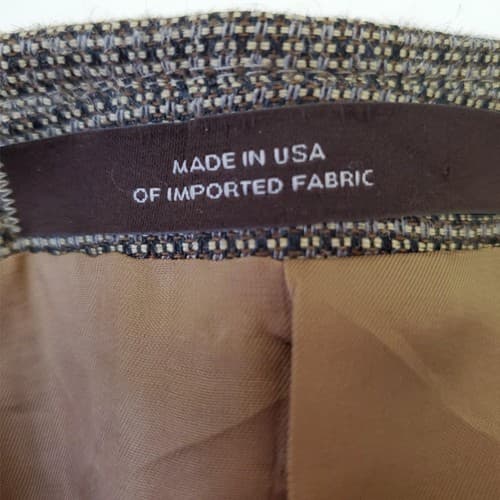 MADE IN USA
OF IMPORTED FABRIC